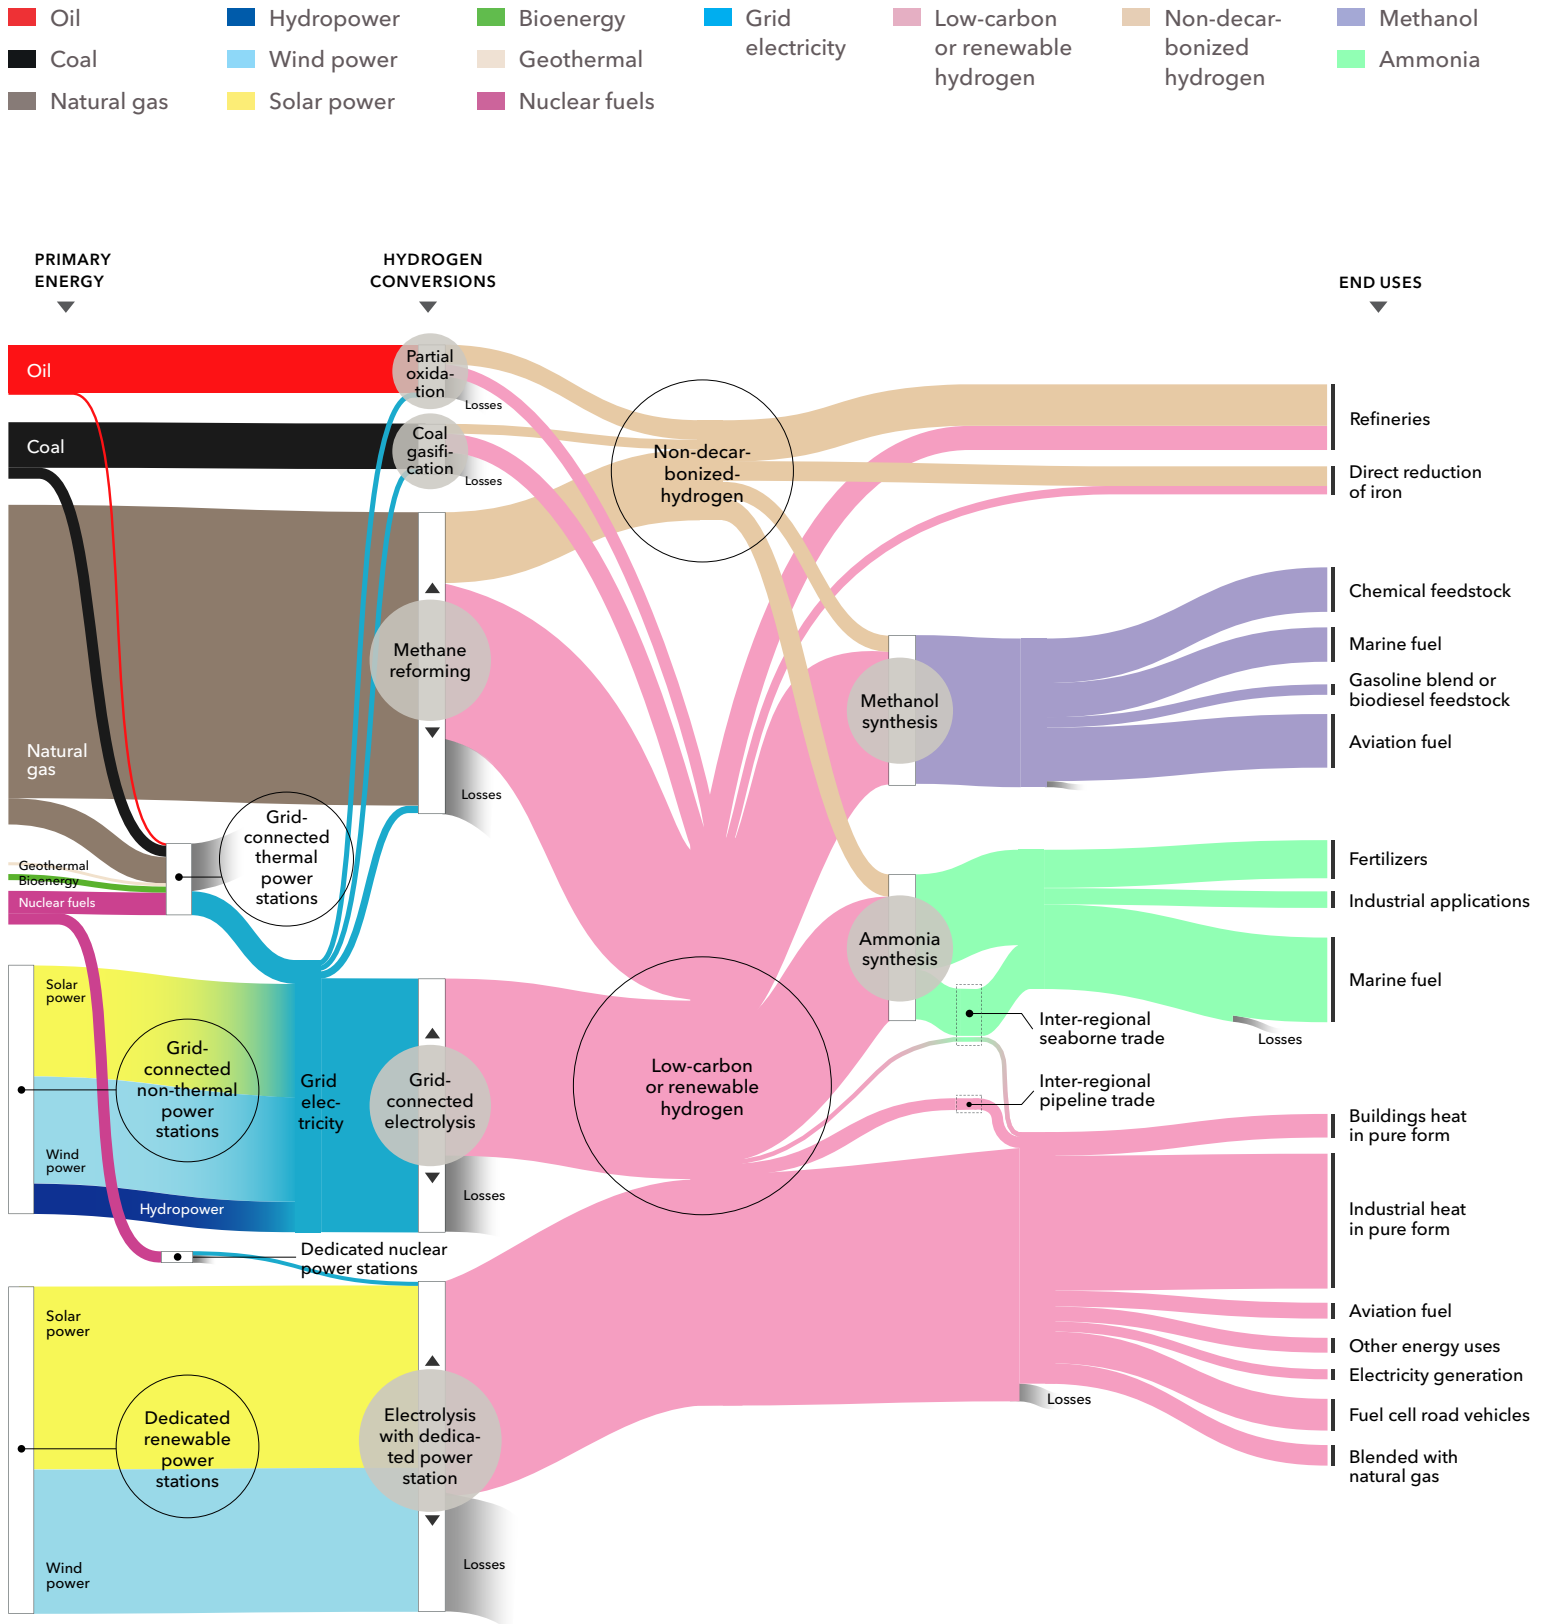 Oil
Coal
Natural gas
Hydropower
Wind power
Solar power
Bioenergy
Geothermal
Nuclear fuels
Grid
electricity
Low-carbon
or renewable
hydrogen
Non-decar-
bonized
hydrogen
Methanol
Ammonia
PRIMARY
ENERGY
HYDROGEN
CONVERSIONS
END USES
Oil
Coal
Natural
gas
Geothermal
Bioenergy
Nuclear fuels
Solar
power
Wind
power
Hydropower
Solar
power
Wind
power
Grid-
connected
thermal
power
stations
Grid-
connected
non-thermal
power
stations
Grid
elec-
tricity
Dedicated nuclear
power stations
Dedicated
renewable
power
stations
Partial
oxida-
tion
Losses
Coal
gasifi-
cation
Losses
Methane
reforming
Losses
Grid-
connected
electrolysis
Losses
Electrolysis
with dedica-
ted power
station
Losses
Non-decar-
bonized-
hydrogen
Low-carbon
or renewable
hydrogen
Methanol
synthesis
Ammonia
synthesis
Inter-regional
seaborne trade
Inter-regional
pipeline trade
Losses
Losses
Refineries
Direct reduction
of iron
Chemical feedstock
Marine fuel
Gasoline blend or
biodiesel feedstock
Aviation fuel
Fertilizers
Industrial applications
Marine fuel
Buildings heat
in pure form
Industrial heat
in pure form
Aviation fuel
Other energy uses
Electricity generation
Fuel cell road vehicles
Blended with
natural gas